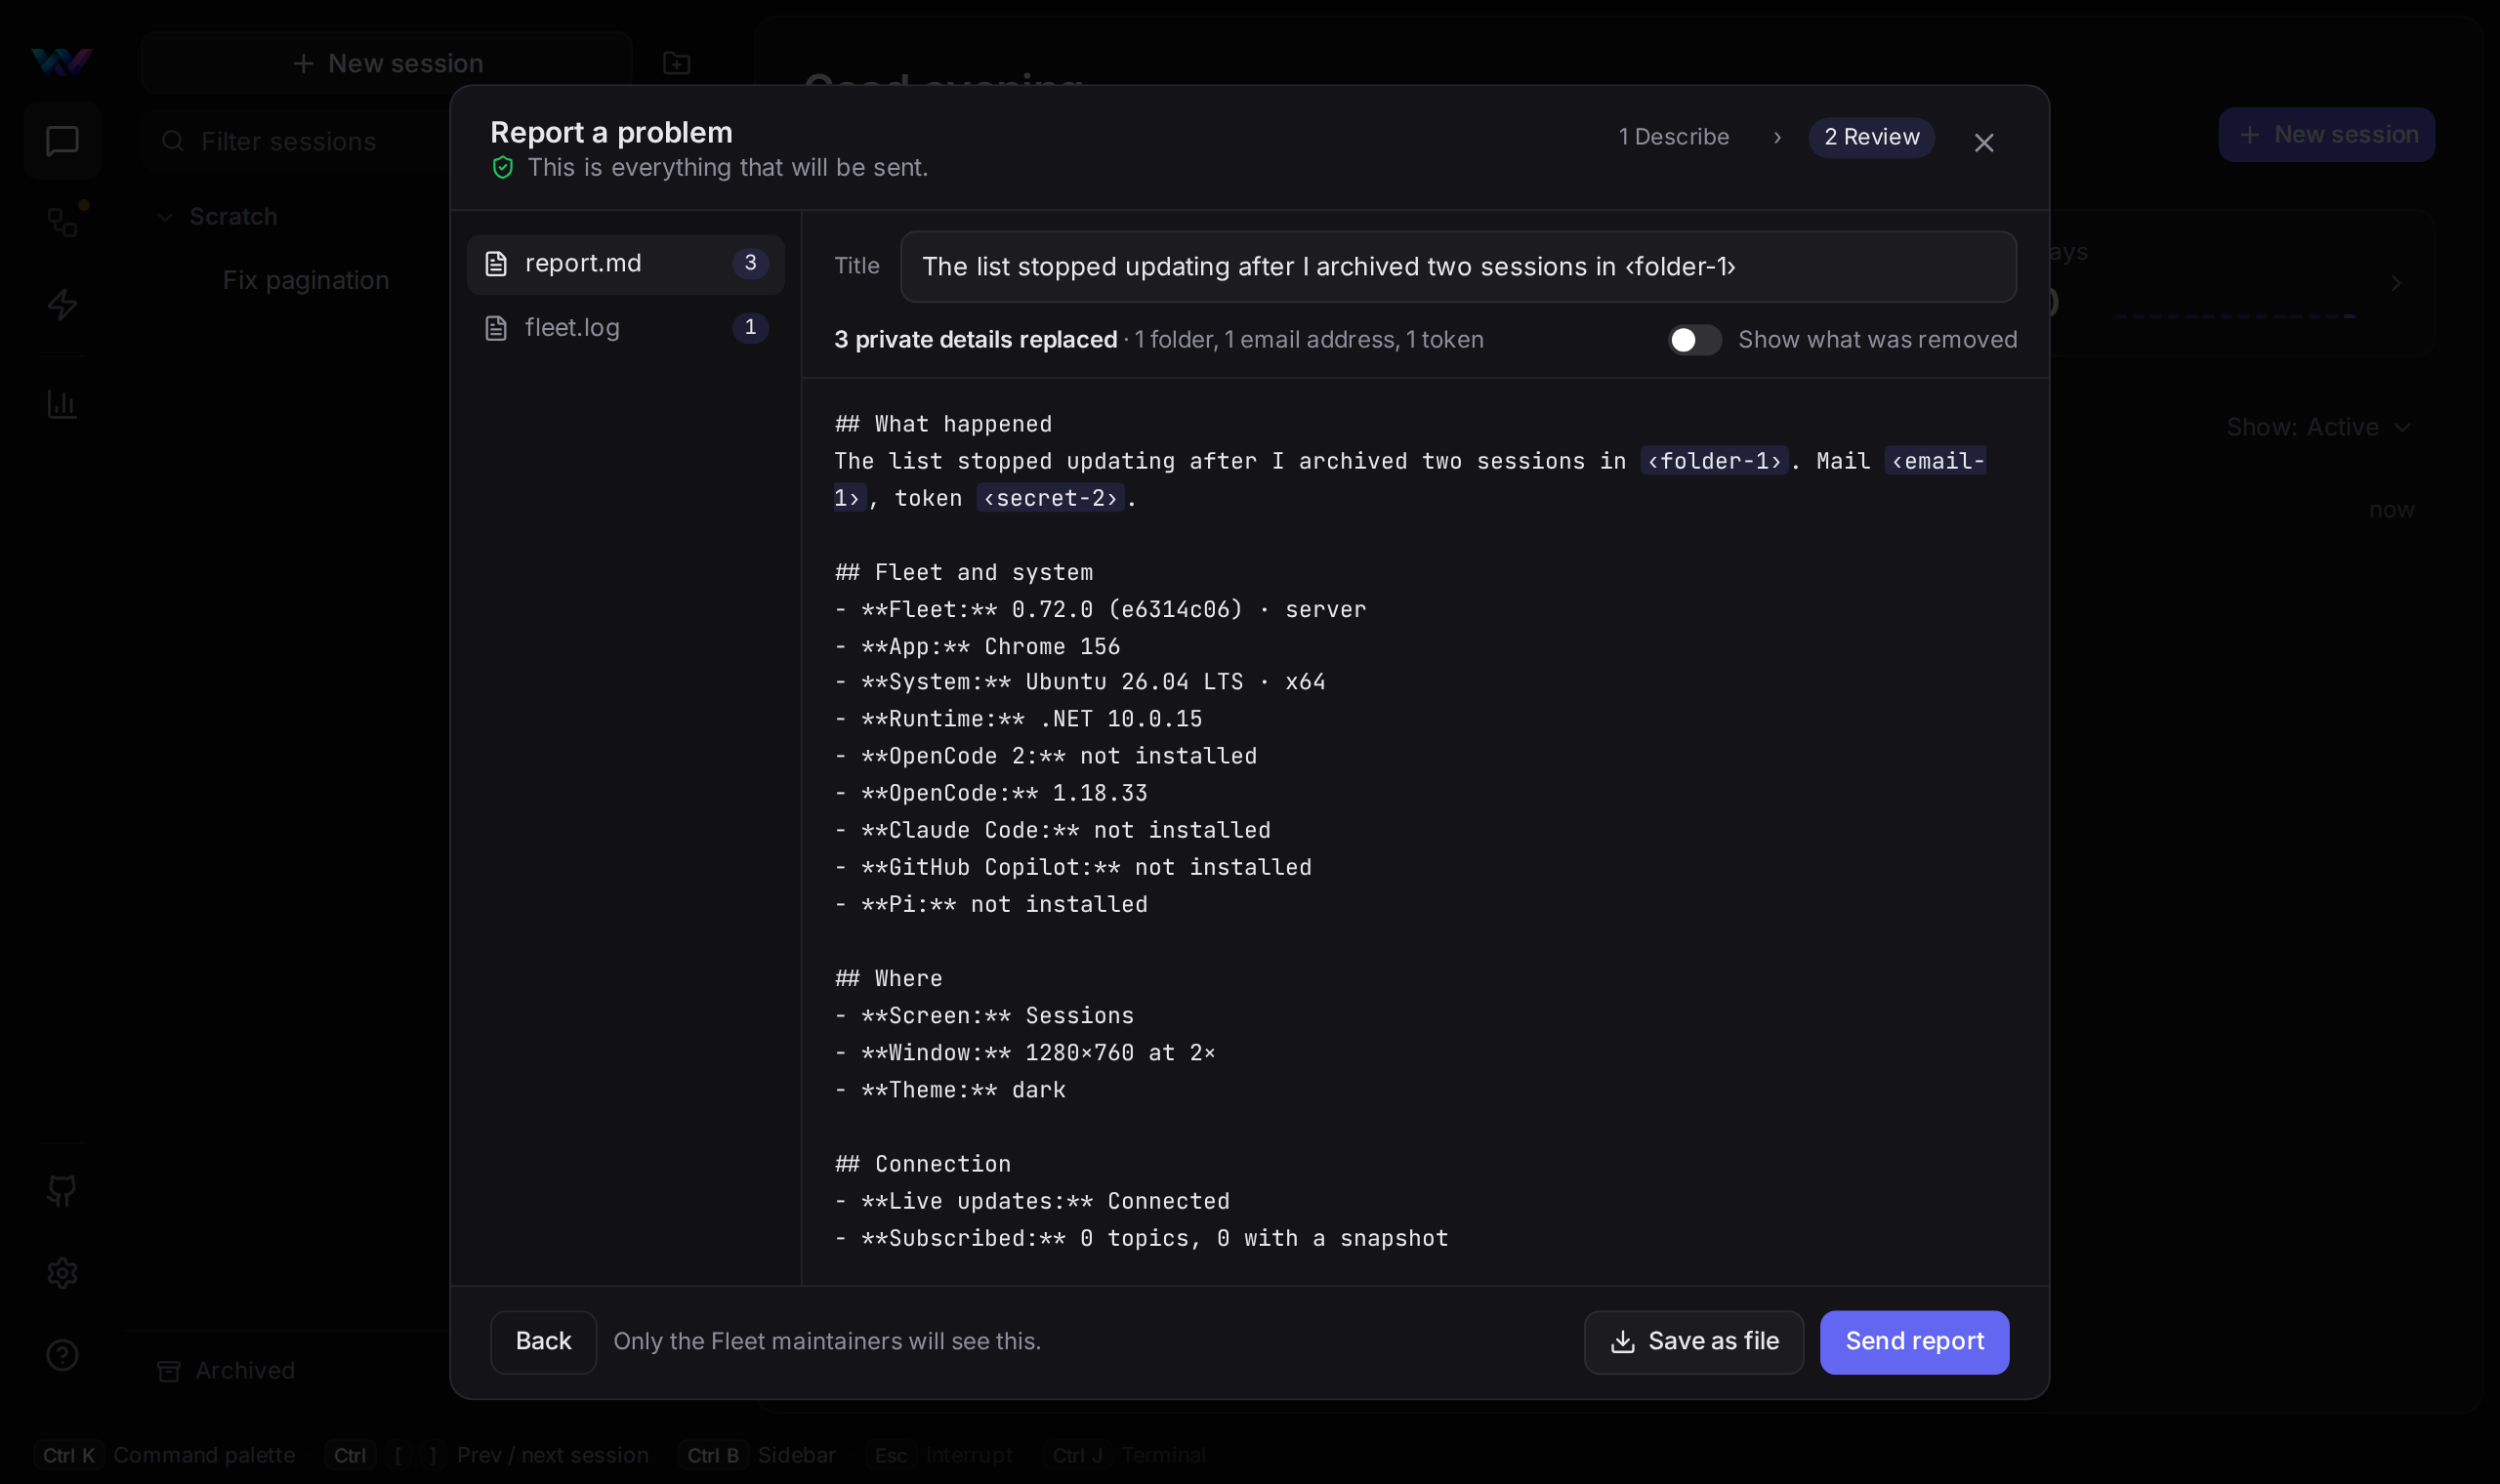 New session
Good evening
Filter sessions
Scratch
Fix pagination
Archived
Report a problem
This is everything that will be sent.
1 Describe › 2 Review
New session
report.md 3
fleet.log 1
Title The list stopped updating after I archived two sessions in ‹folder-1›
3 private details replaced · 1 folder, 1 email address, 1 token
Show what was removed
## What happened
The list stopped updating after I archived two sessions in ‹folder-1›. Mail ‹email-
1›, token ‹secret-2›.
## Fleet and system
- **Fleet:** 0.72.0 (e6314c06) · server
- **App:** Chrome 156
- **System:** Ubuntu 26.04 LTS · x64
- **Runtime:** .NET 10.0.15
- **OpenCode 2:** not installed
- **OpenCode:** 1.18.33
- **Claude Code:** not installed
- **GitHub Copilot:** not installed
- **Pi:** not installed
## Where
- **Screen:** Sessions
- **Window:** 1280×760 at 2×
- **Theme:** dark
## Connection
- **Live updates:** Connected
- **Subscribed:** 0 topics, 0 with a snapshot
Back
Only the Fleet maintainers will see this.
Save as file
Send report
Show: Active
now
Ctrl K Command palette Ctrl [ ] Prev / next session Ctrl B Sidebar Esc Interrupt Ctrl J Terminal